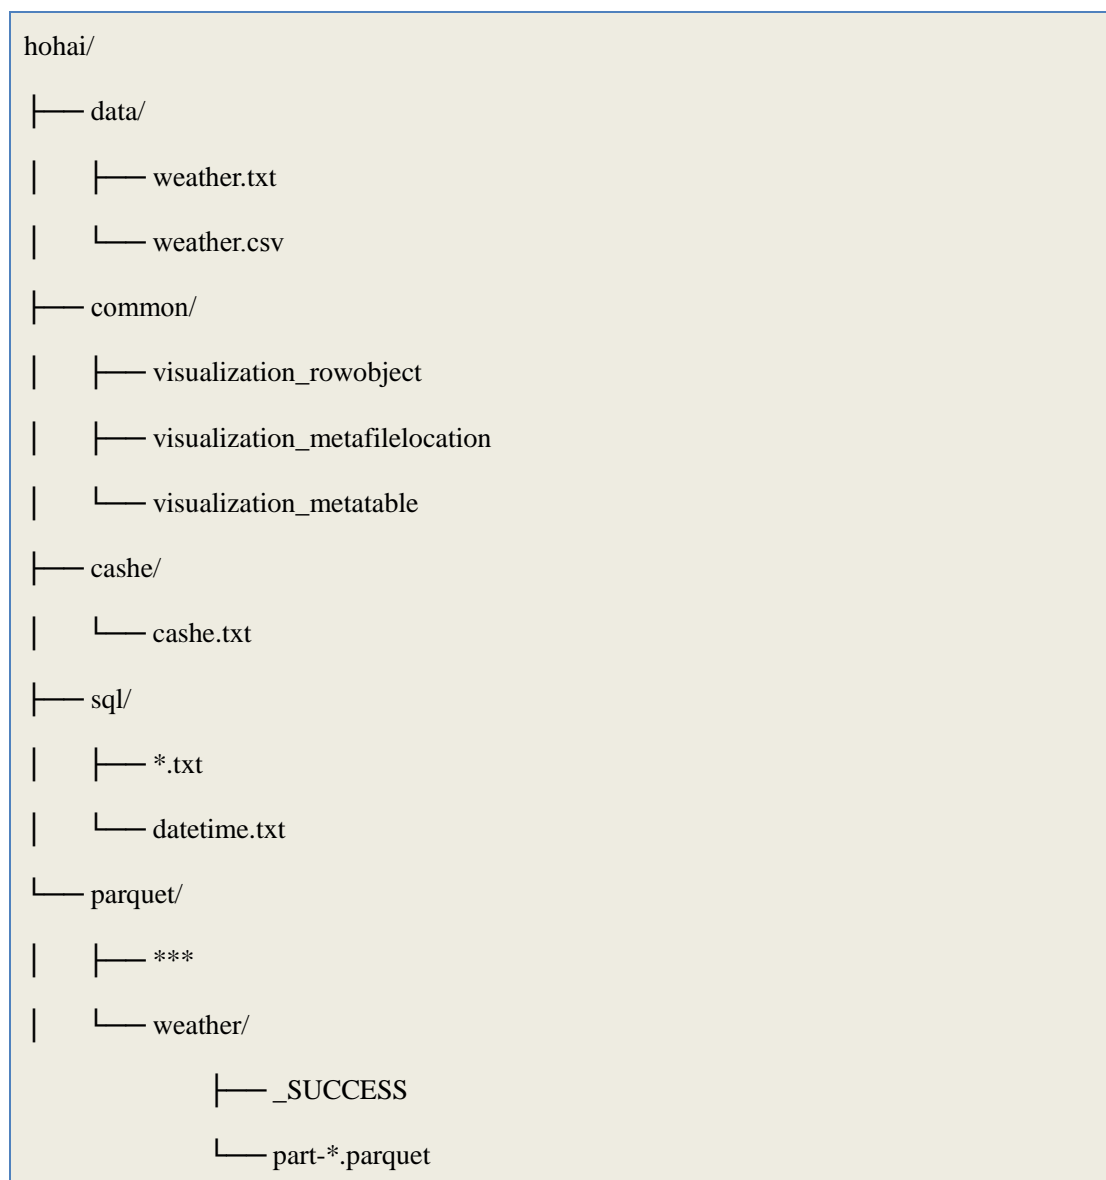 hohai/
├── data/
│ ├── weather.txt
│ └── weather.csv
├── common/
│ ├── visualization_rowobject
│ ├── visualization_metafilelocation
│ └── visualization_metatable
├── cashe/
│ └── cashe.txt
├── sql/
│ ├── *.txt
│ └── datetime.txt
└── parquet/
│ ├── ***
│ └── weather/
├── _SUCCESS
└── part-*.parquet